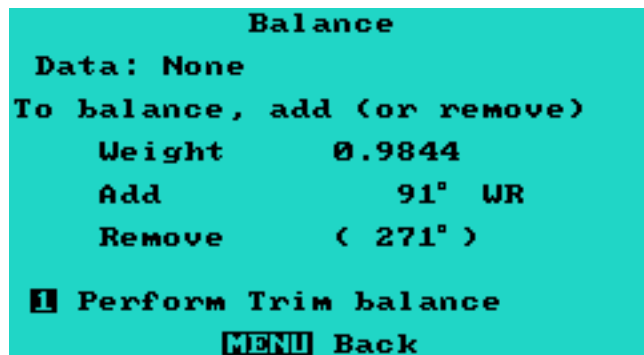 Balance
Data: None
To balance, add (or remove)
Weight 0.9844
Add 91° WR
Remove ( 271° )
1 Perform Trim balance
MENU Back